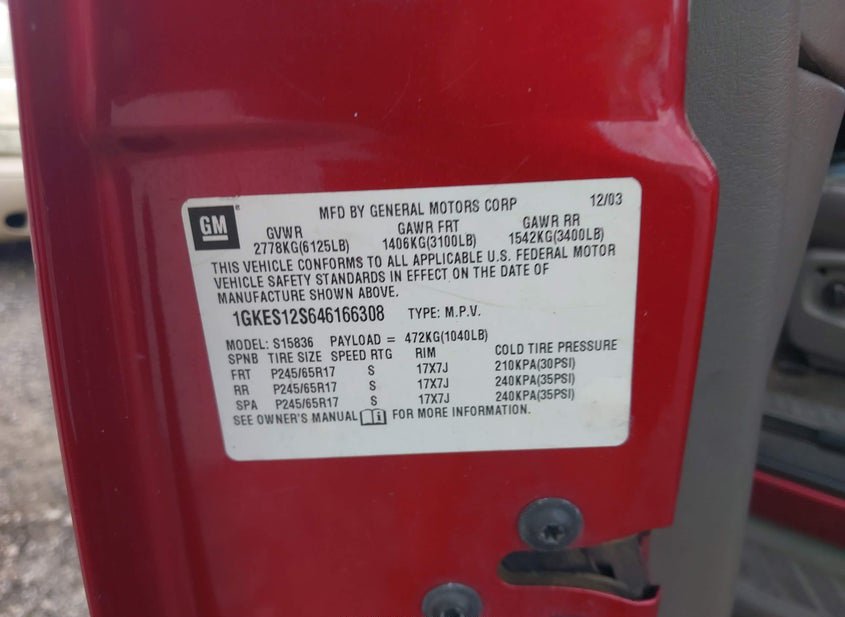 GM
MFD BY GENERAL MOTORS CORP 12/03
GVWR GAWR FRT GAWR RR
2778KG(6125LB) 1406KG(3100LB) 1542KG(3400LB)
THIS VEHICLE CONFORMS TO ALL APPLICABLE U.S. FEDERAL MOTOR
VEHICLE SAFETY STANDARDS IN EFFECT ON THE DATE OF
MANUFACTURE SHOWN ABOVE.
1GKES12S646166308 TYPE: M.P.V.
MODEL: S15836 PAYLOAD = 472KG(1040LB)
SPNB TIRE SIZE SPEED RTG RIM COLD TIRE PRESSURE
FRT P245/65R17 S 17X7J 210KPA(30PSI)
RR P245/65R17 S 17X7J 240KPA(35PSI)
SPA P245/65R17 S 17X7J 240KPA(35PSI)
SEE OWNER'S MANUAL i FOR MORE INFORMATION.